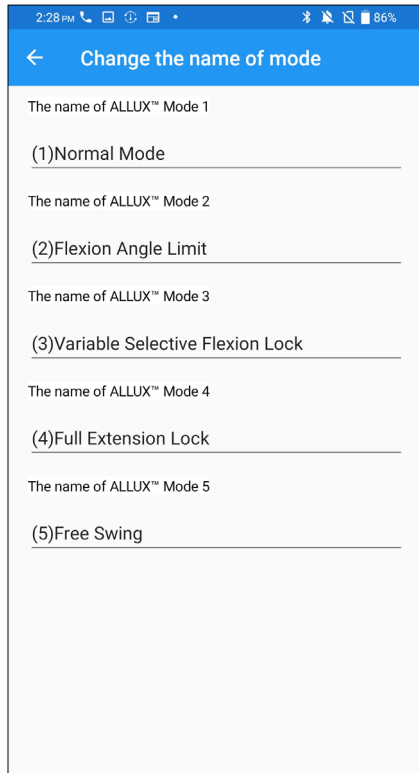 2:28 PM 86%
Change the name of mode
The name of ALLUX™ Mode 1
(1)Normal Mode
The name of ALLUX™ Mode 2
(2)Flexion Angle Limit
The name of ALLUX™ Mode 3
(3)Variable Selective Flexion Lock
The name of ALLUX™ Mode 4
(4)Full Extension Lock
The name of ALLUX™ Mode 5
(5)Free Swing